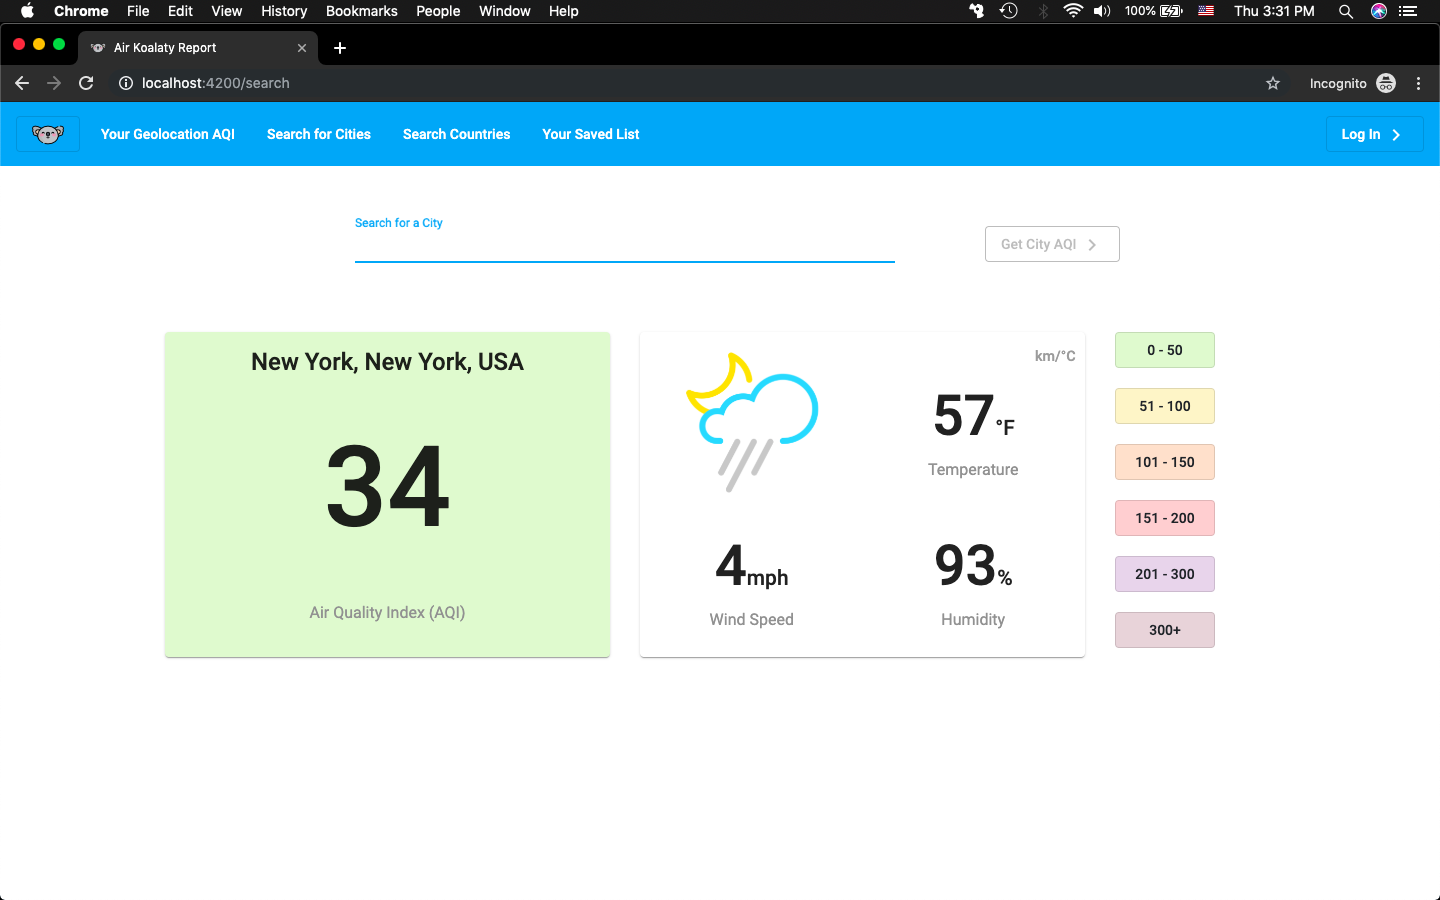 Chrome File Edit View History Bookmarks People Window Help 100% Thu 3:31 PM
Air Koalaty Report
localhost:4200/search Incognito
Your Geolocation AQI Search for Cities Search Countries Your Saved List Log In
Search for a City
Get City AQI
New York, New York, USA
34
Air Quality Index (AQI)
km/°C
57 °F
Temperature
4mph
Wind Speed
93%
Humidity
0 - 50
51 - 100
101 - 150
151 - 200
201 - 300
300+